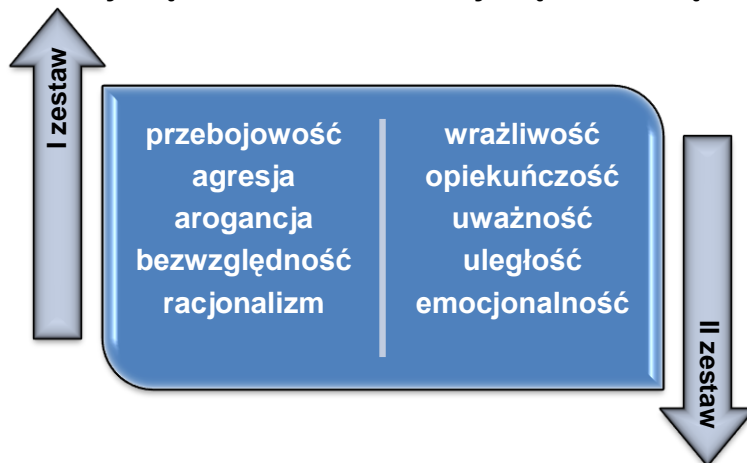 I zestaw
przebojowość
agresja
arogancja
bezwzględność
racjonalizm
wrażliwość
opiekuńczość
uważność
uległość
emocjonalność
II zestaw